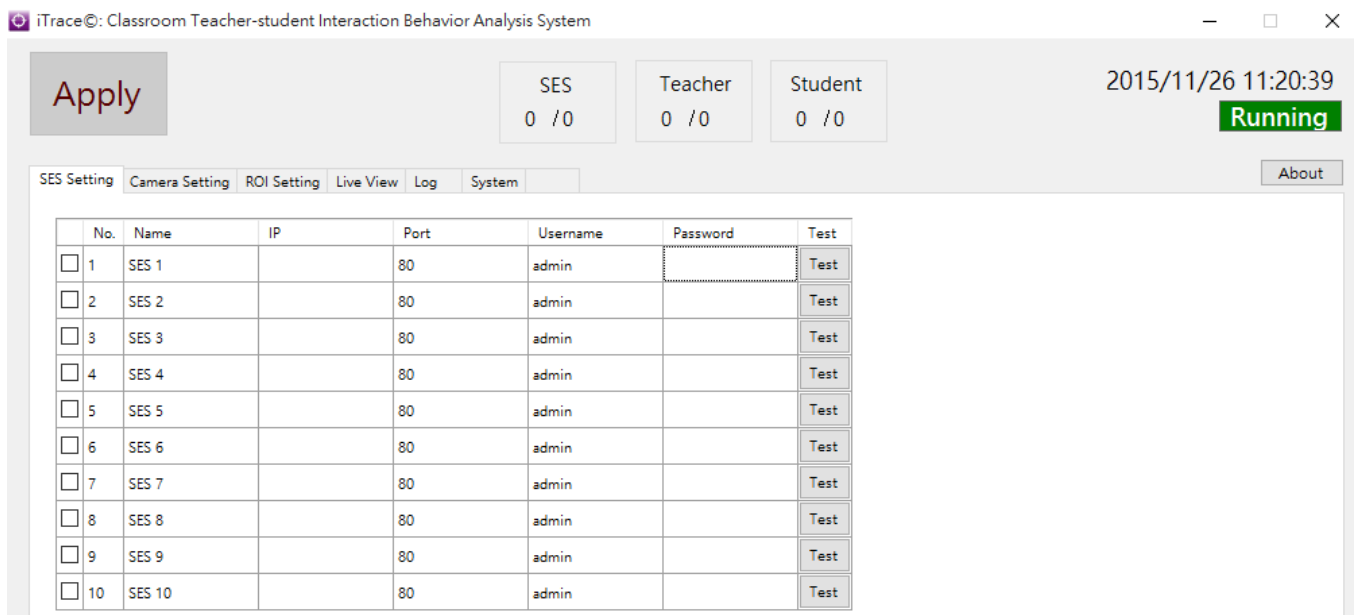 iTrace©: Classroom Teacher-student Interaction Behavior Analysis System
Apply
SES Teacher Student
0 / 0 0 / 0 0 / 0
2015/11/26 11:20:39
Running
About
SES Setting Camera Setting ROI Setting Live View Log System
No. Name IP Port Username Password Test
1 SES 1 80 admin Test
2 SES 2 80 admin Test
3 SES 3 80 admin Test
4 SES 4 80 admin Test
5 SES 5 80 admin Test
6 SES 6 80 admin Test
7 SES 7 80 admin Test
8 SES 8 80 admin Test
9 SES 9 80 admin Test
10 SES 10 80 admin Test